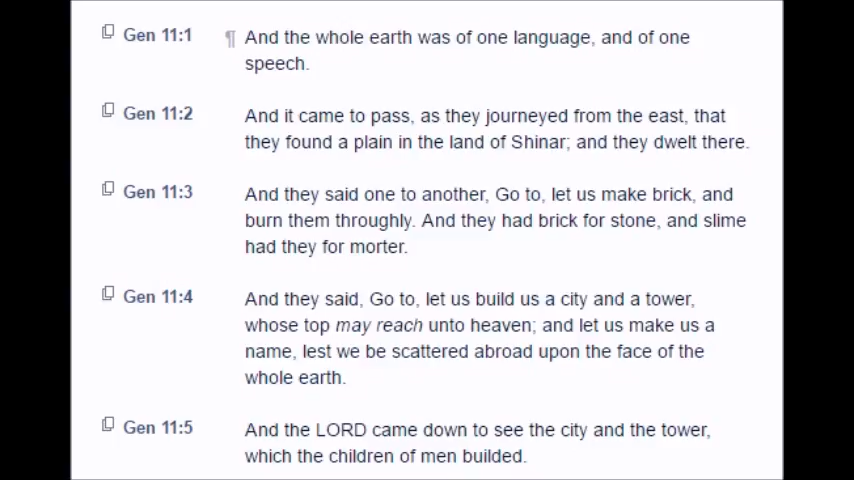 Gen 11:1 ¶ And the whole earth was of one language, and of one
speech.
Gen 11:2 And it came to pass, as they journeyed from the east, that
they found a plain in the land of Shinar; and they dwelt there.
Gen 11:3 And they said one to another, Go to, let us make brick, and
burn them throughly. And they had brick for stone, and slime
had they for morter.
Gen 11:4 And they said, Go to, let us build us a city and a tower,
whose top may reach unto heaven; and let us make us a
name, lest we be scattered abroad upon the face of the
whole earth.
Gen 11:5 And the LORD came down to see the city and the tower,
which the children of men builded.